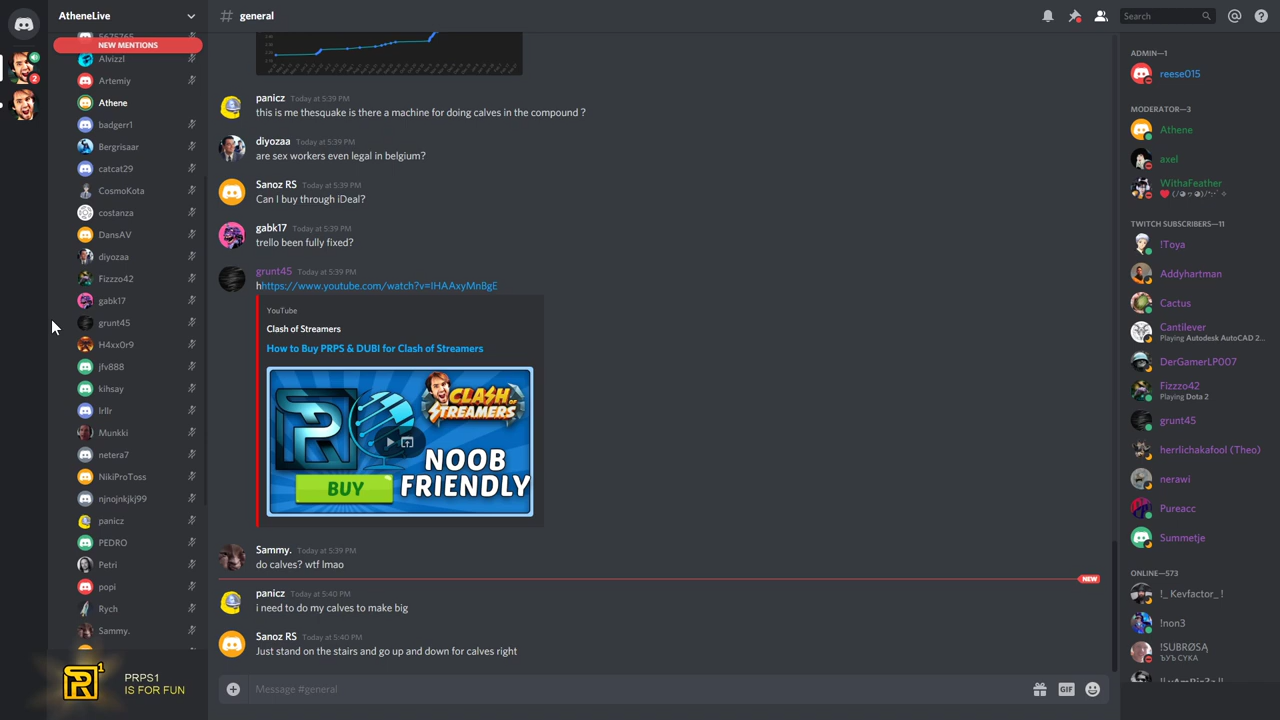 AtheneLive
NEW MENTIONS
Alvizzl
Artemiy
Athene
badgerr1
Bergrisaar
catcat29
CosmoKota
costanza
DansAV
diyozaa
Fizzzo42
gabk17
grunt45
H4xx0r9
jfv888
kihsay
lrllr
Munkki
netera7
NikiProToss
njnojnkjkj99
panicz
PEDRO
Petri
popi
Rych
Sammy.
PRPS1
IS FOR FUN
2
# general
panicz Today at 5:39 PM
this is me thesquake is there a machine for doing calves in the compound ?
diyozaa Today at 5:39 PM
are sex workers even legal in belgium?
Sanoz RS Today at 5:39 PM
Can I buy through iDeal?
gabk17 Today at 5:39 PM
trello been fully fixed?
grunt45 Today at 5:39 PM
hhttps://www.youtube.com/watch?v=IHAAxyMnBgE
YouTube
Clash of Streamers
How to Buy PRPS & DUBI for Clash of Streamers
CLASH OF
STREAMERS
NOOB
FRIENDLY
BUY
Sammy. Today at 5:39 PM
do calves? wtf lmao
NEW
panicz Today at 5:40 PM
i need to do my calves to make big
Sanoz RS Today at 5:40 PM
Just stand on the stairs and go up and down for calves right
Message #general
GIF
Search
ADMIN—1
reese015
MODERATOR—3
Athene
axel
WithaFeather
TWITCH SUBSCRIBERS—11
!Toya
Addyhartman
Cactus
Cantilever
Playing Autodesk AutoCAD 2...
DerGamerLP007
Fizzzo42
Playing Dota 2
grunt45
herrlichakafool (Theo)
nerawi
Pureacc
Summetje
ONLINE—573
!_ Kevfactor_ !
!non3
!SUBRØSĄ
ЪУЪ СУКА